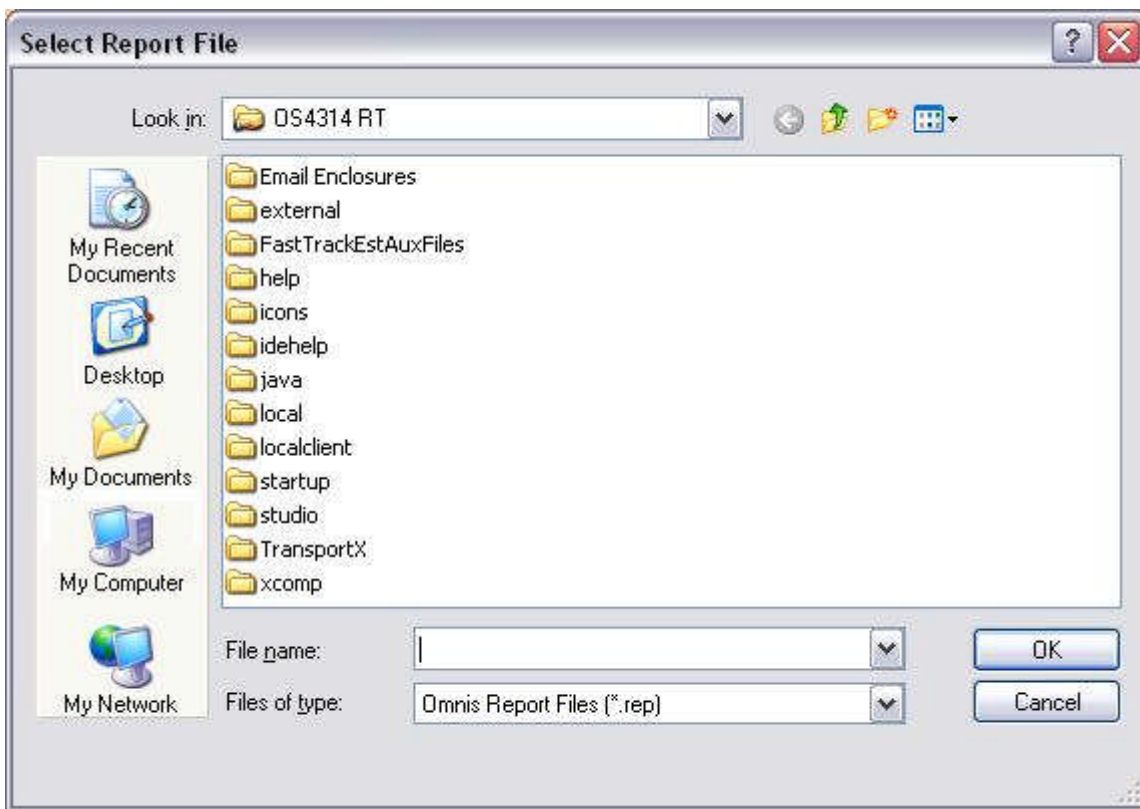 Select Report File
Look in: OS4314 RT
My Recent
Documents
Desktop
My Documents
My Computer
My Network
Email Enclosures
external
FastTrackEstAuxFiles
help
icons
idehelp
java
local
localclient
startup
studio
TransportX
xcomp
File name:
OK
Files of type: Omnis Report Files (*.rep)
Cancel